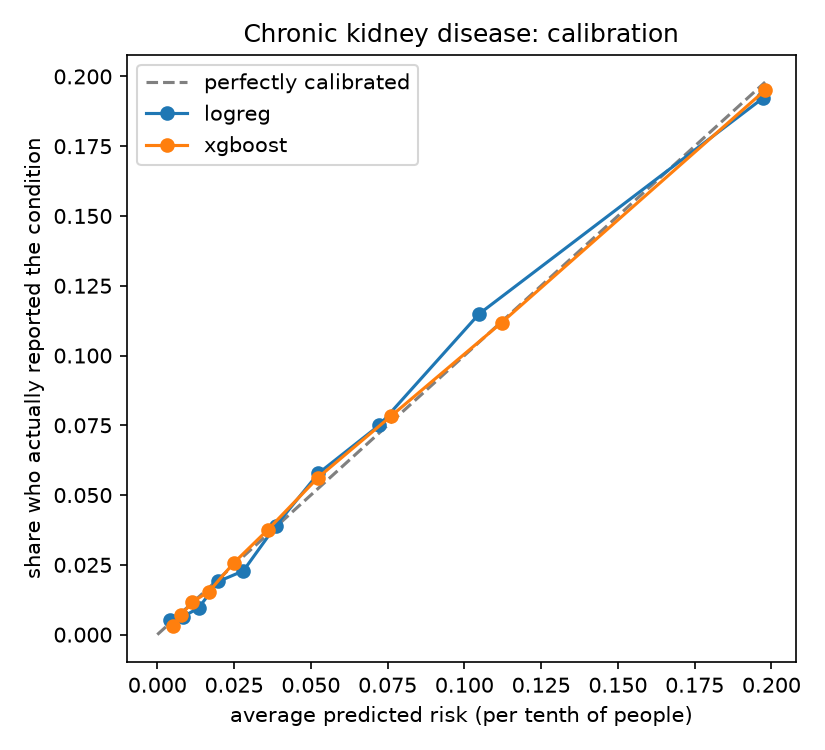 Chronic kidney disease: calibration
perfectly calibrated
logreg
xgboost
share who actually reported the condition
0.200
0.175
0.150
0.125
0.100
0.075
0.050
0.025
0.000
0.000 0.025 0.050 0.075 0.100 0.125 0.150 0.175 0.200
average predicted risk (per tenth of people)